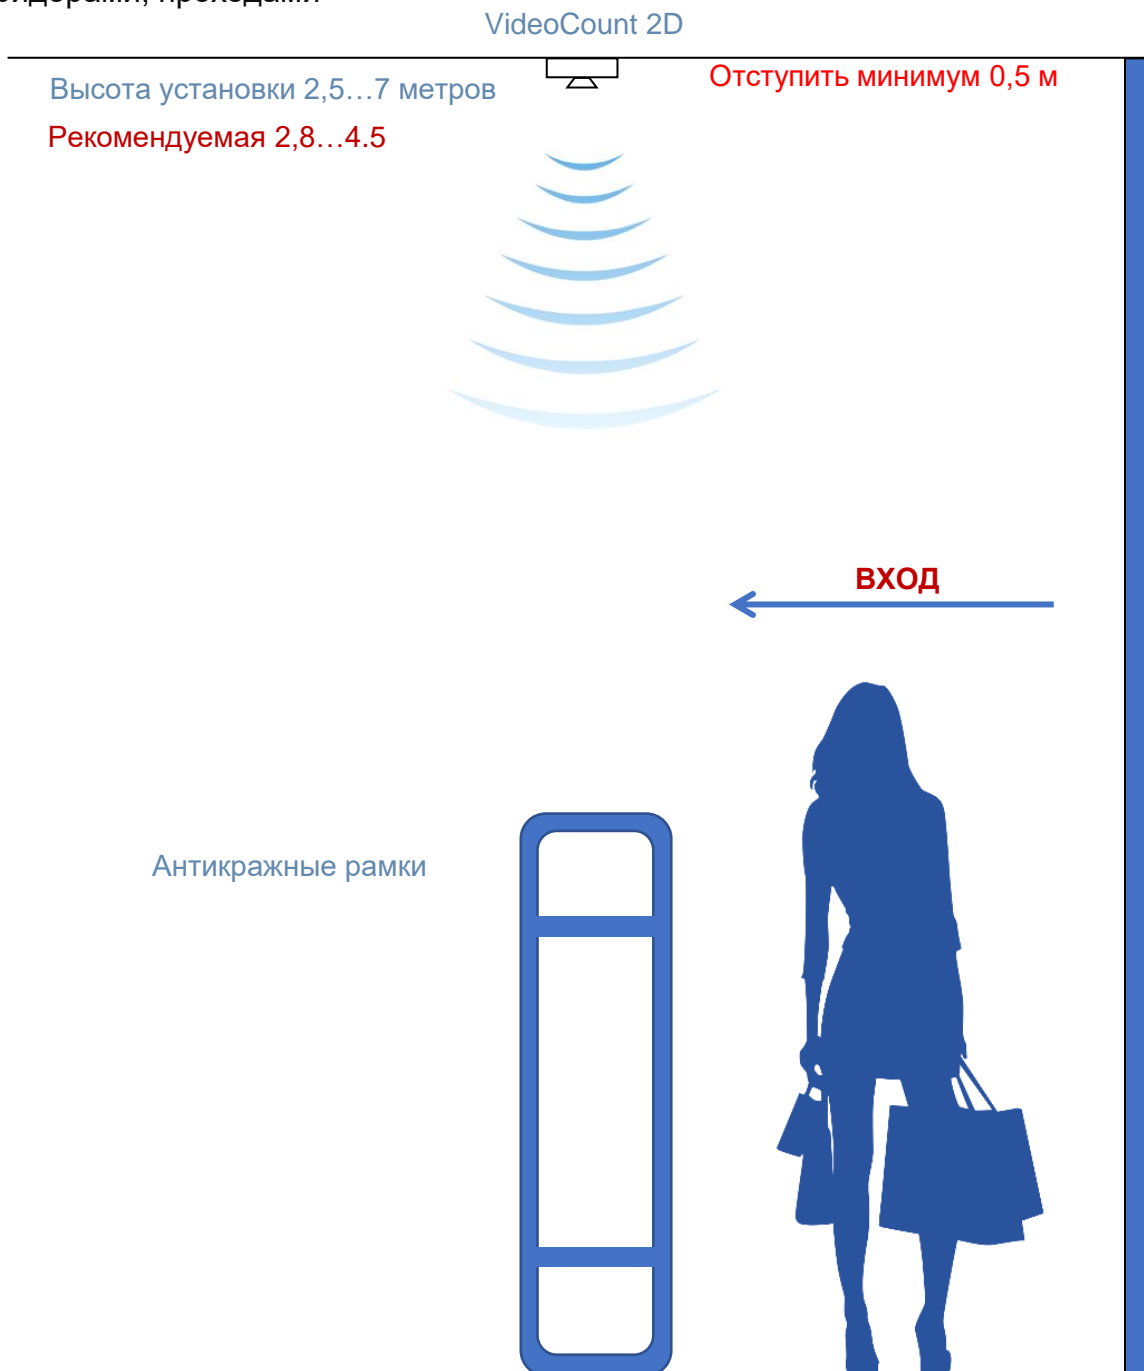 проходами
VideoCount 2D
Высота установки 2,5…7 метров
Отступить минимум 0,5 м
Рекомендуемая 2,8…4.5
ВХОД
Антикражные рамки